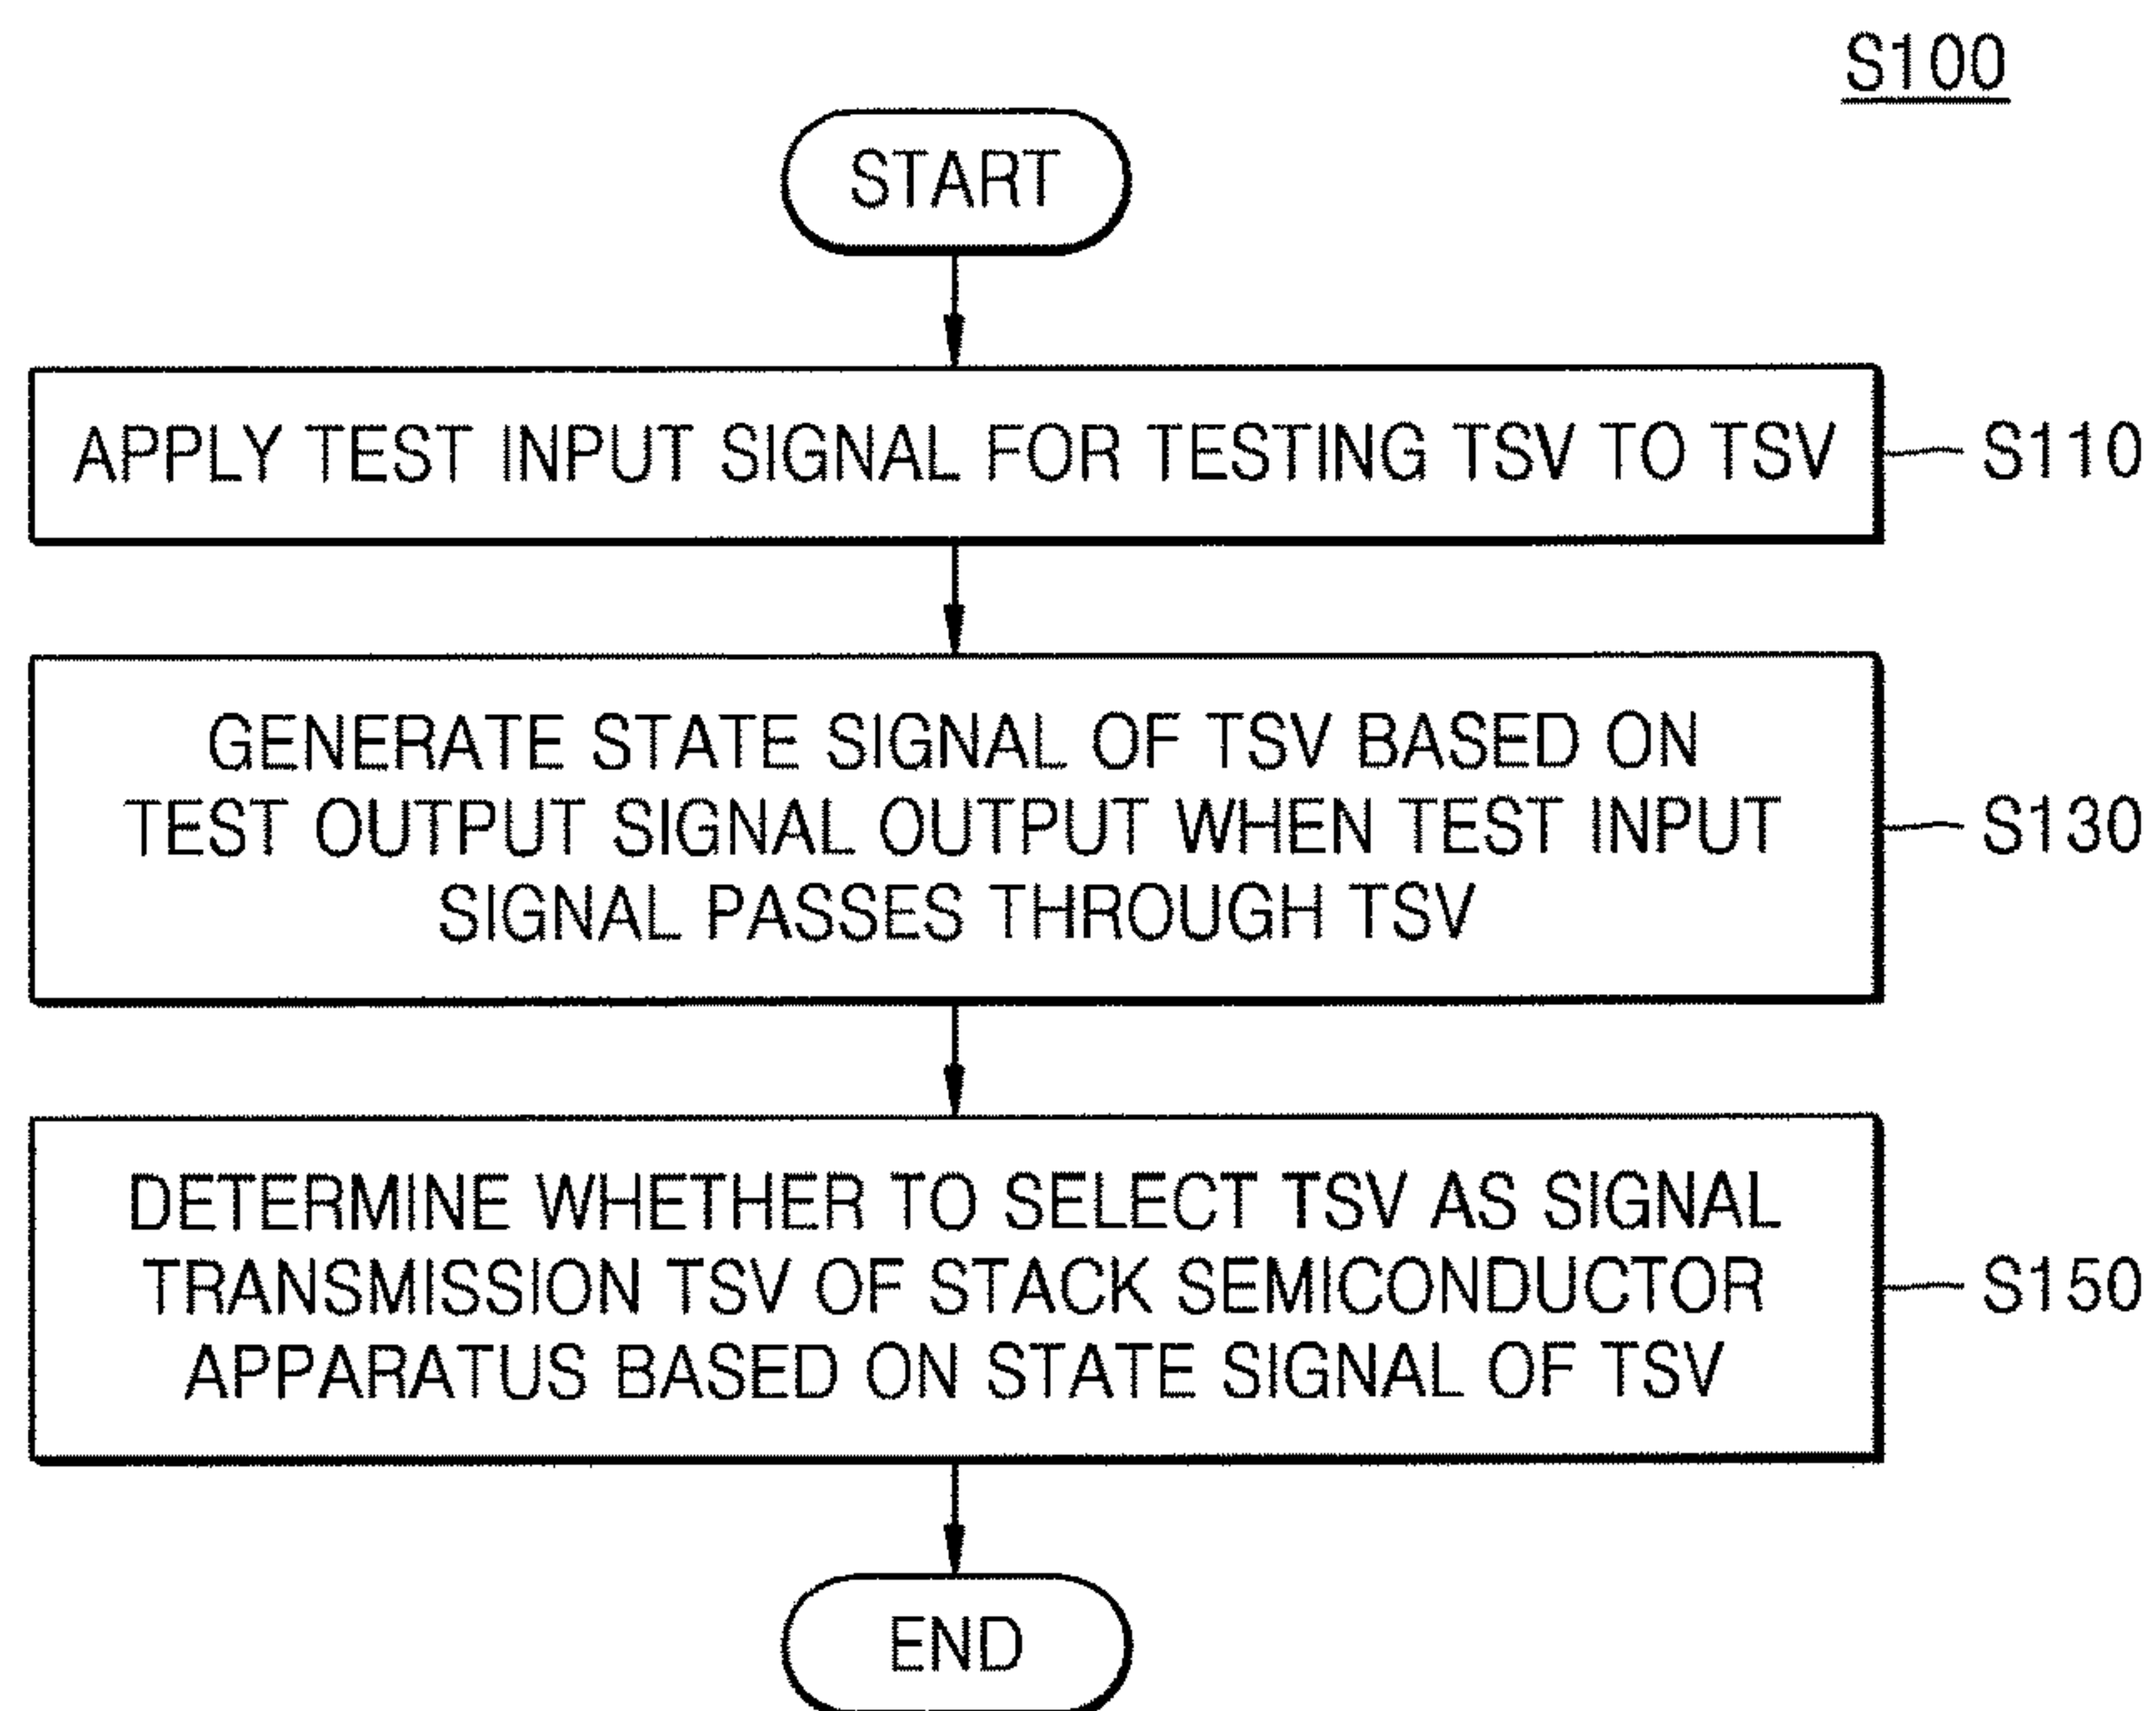 S100
START
APPLY TEST INPUT SIGNAL FOR TESTING TSV TO TSV
S110
GENERATE STATE SIGNAL OF TSV BASED ON
TEST OUTPUT SIGNAL OUTPUT WHEN TEST INPUT
SIGNAL PASSES THROUGH TSV
S130
DETERMINE WHETHER TO SELECT TSV AS SIGNAL
TRANSMISSION TSV OF STACK SEMICONDUCTOR
APPARATUS BASED ON STATE SIGNAL OF TSV
S150
END